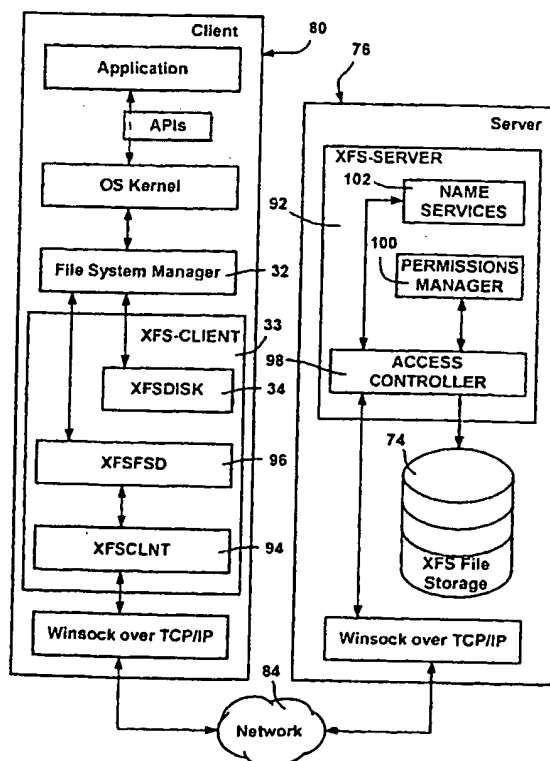 Client
80
Application
APIs
OS Kernel
File System Manager
32
XFS-CLIENT
33
XFSDISK
34
XFSFSD
96
XFSCLNT
94
Winsock over TCP/IP
76
Server
XFS-SERVER
102
NAME
SERVICES
92
100
PERMISSIONS
MANAGER
98
ACCESS
CONTROLLER
74
XFS File
Storage
Winsock over TCP/IP
84
Network